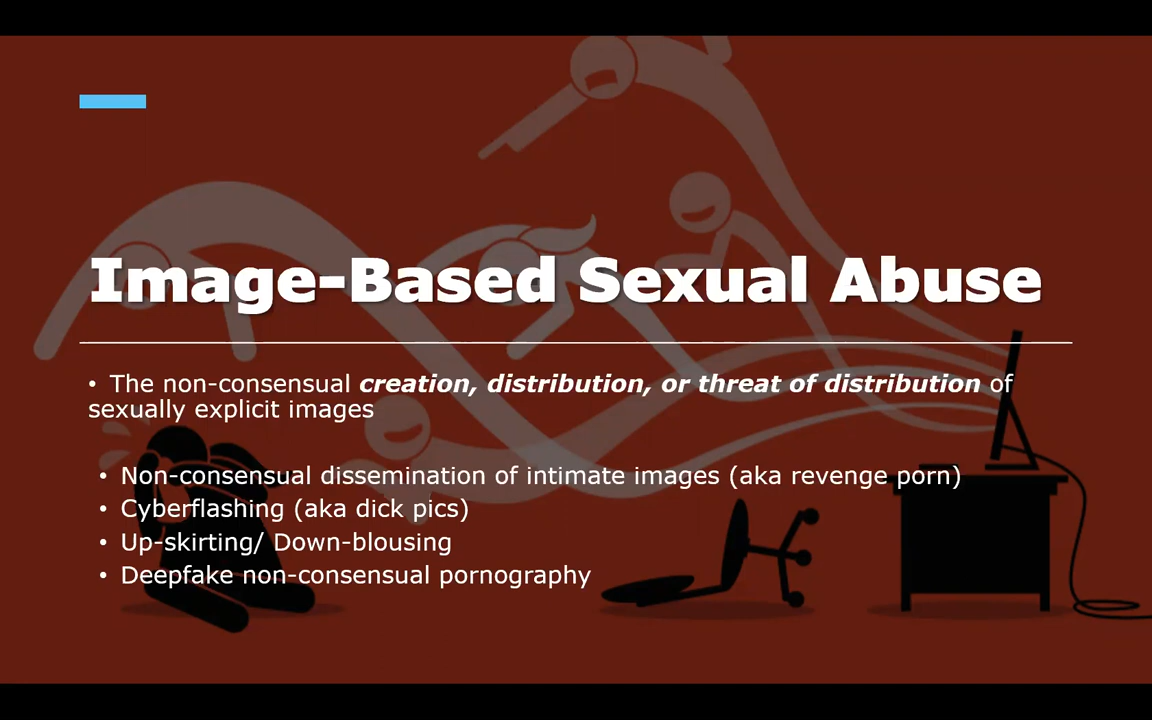 Image-Based Sexual Abuse
• The non-consensual creation, distribution, or threat of distribution of
sexually explicit images
• Non-consensual dissemination of intimate images (aka revenge porn)
• Cyberflashing (aka dick pics)
• Up-skirting/ Down-blousing
• Deepfake non-consensual pornography